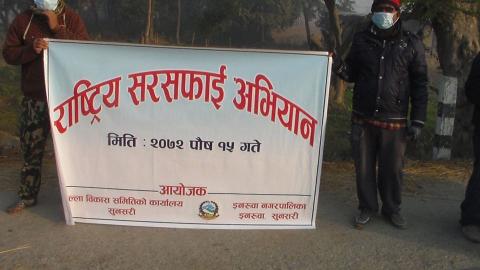 राष्ट्रिय सरसफाई अभियान
मिति : २०७२ पौष १५ गते
आयोजक
ल्ला विकास समितिको कार्यालय
सुनसरी
इनरुवा नगरपालिका
इनरुवा, सुनसरी